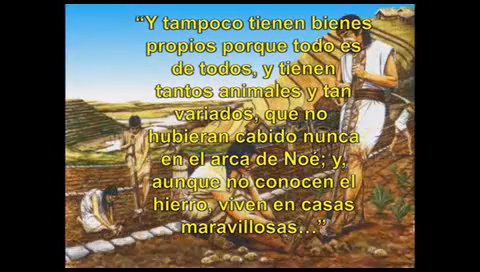 “Y tampoco tienen bienes
propios porque todo es
de todos, y tienen
tantos animales y tan
variados, que no
hubieran cabido nunca
en el arca de Noé; y,
aunque no conocen el
hierro, viven en casas
maravillosas…”